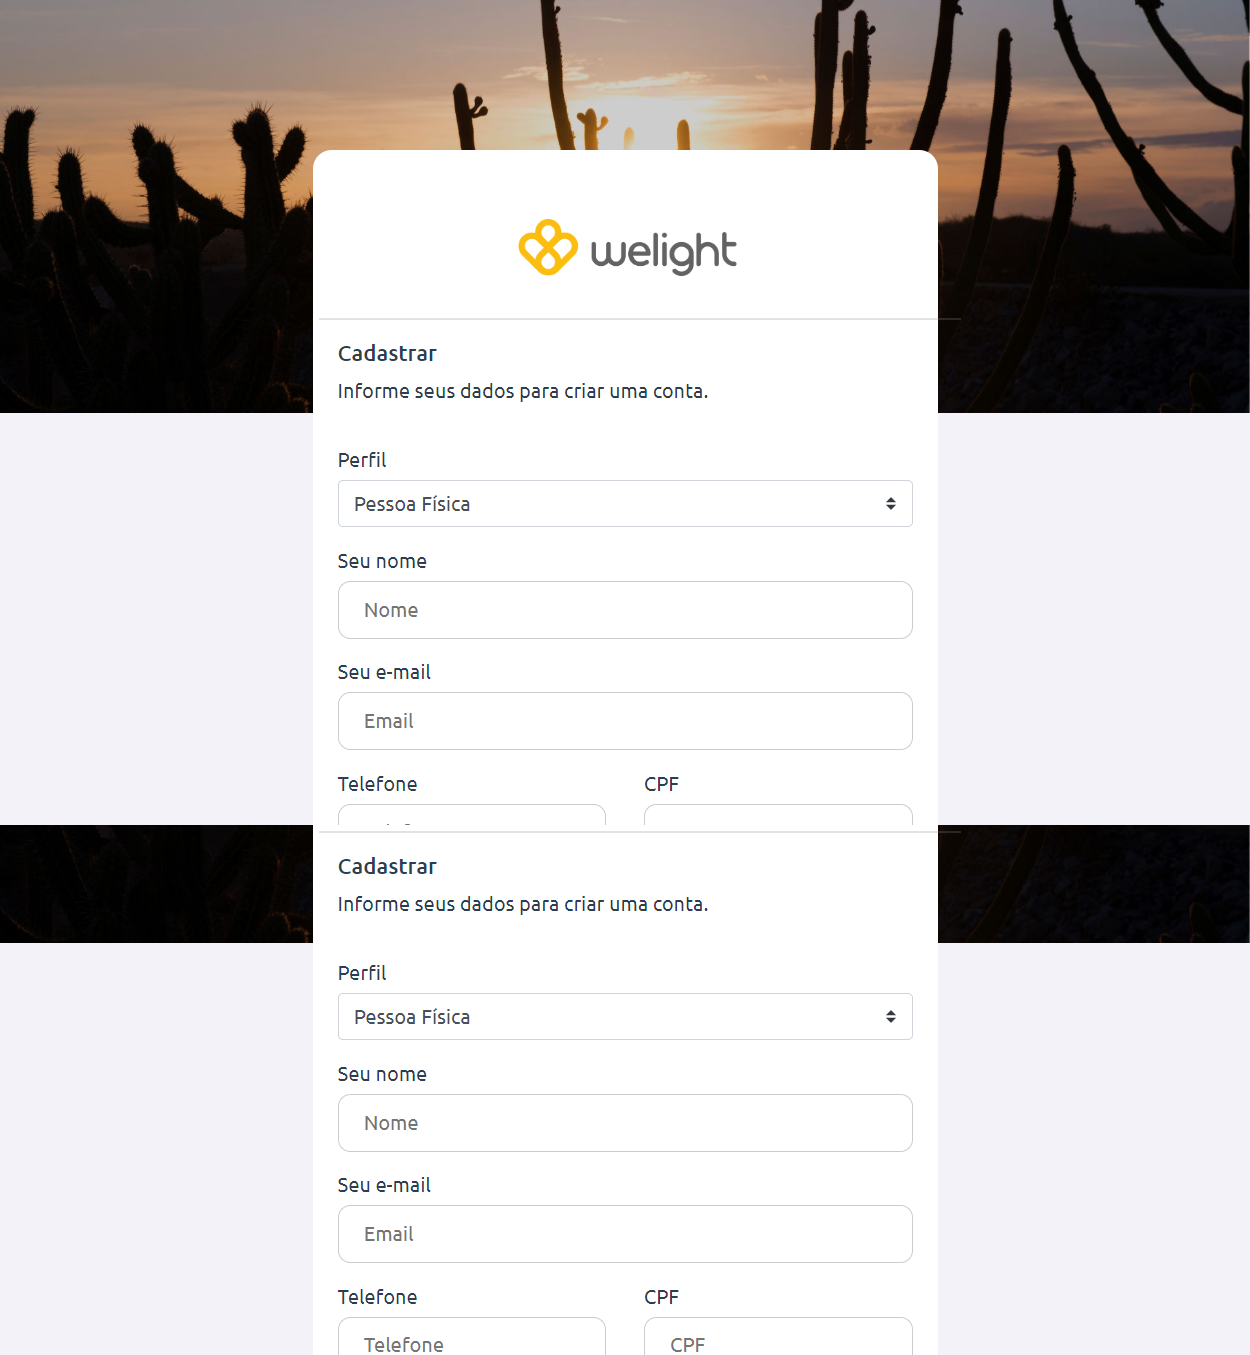 welight
Cadastrar
Informe seus dados para criar uma conta.
Perfil
Pessoa Física
Seu nome
Nome
Seu e-mail
Email
Telefone CPF
Cadastrar
Informe seus dados para criar uma conta.
Perfil
Pessoa Física
Seu nome
Nome
Seu e-mail
Email
Telefone CPF
Telefone CPF